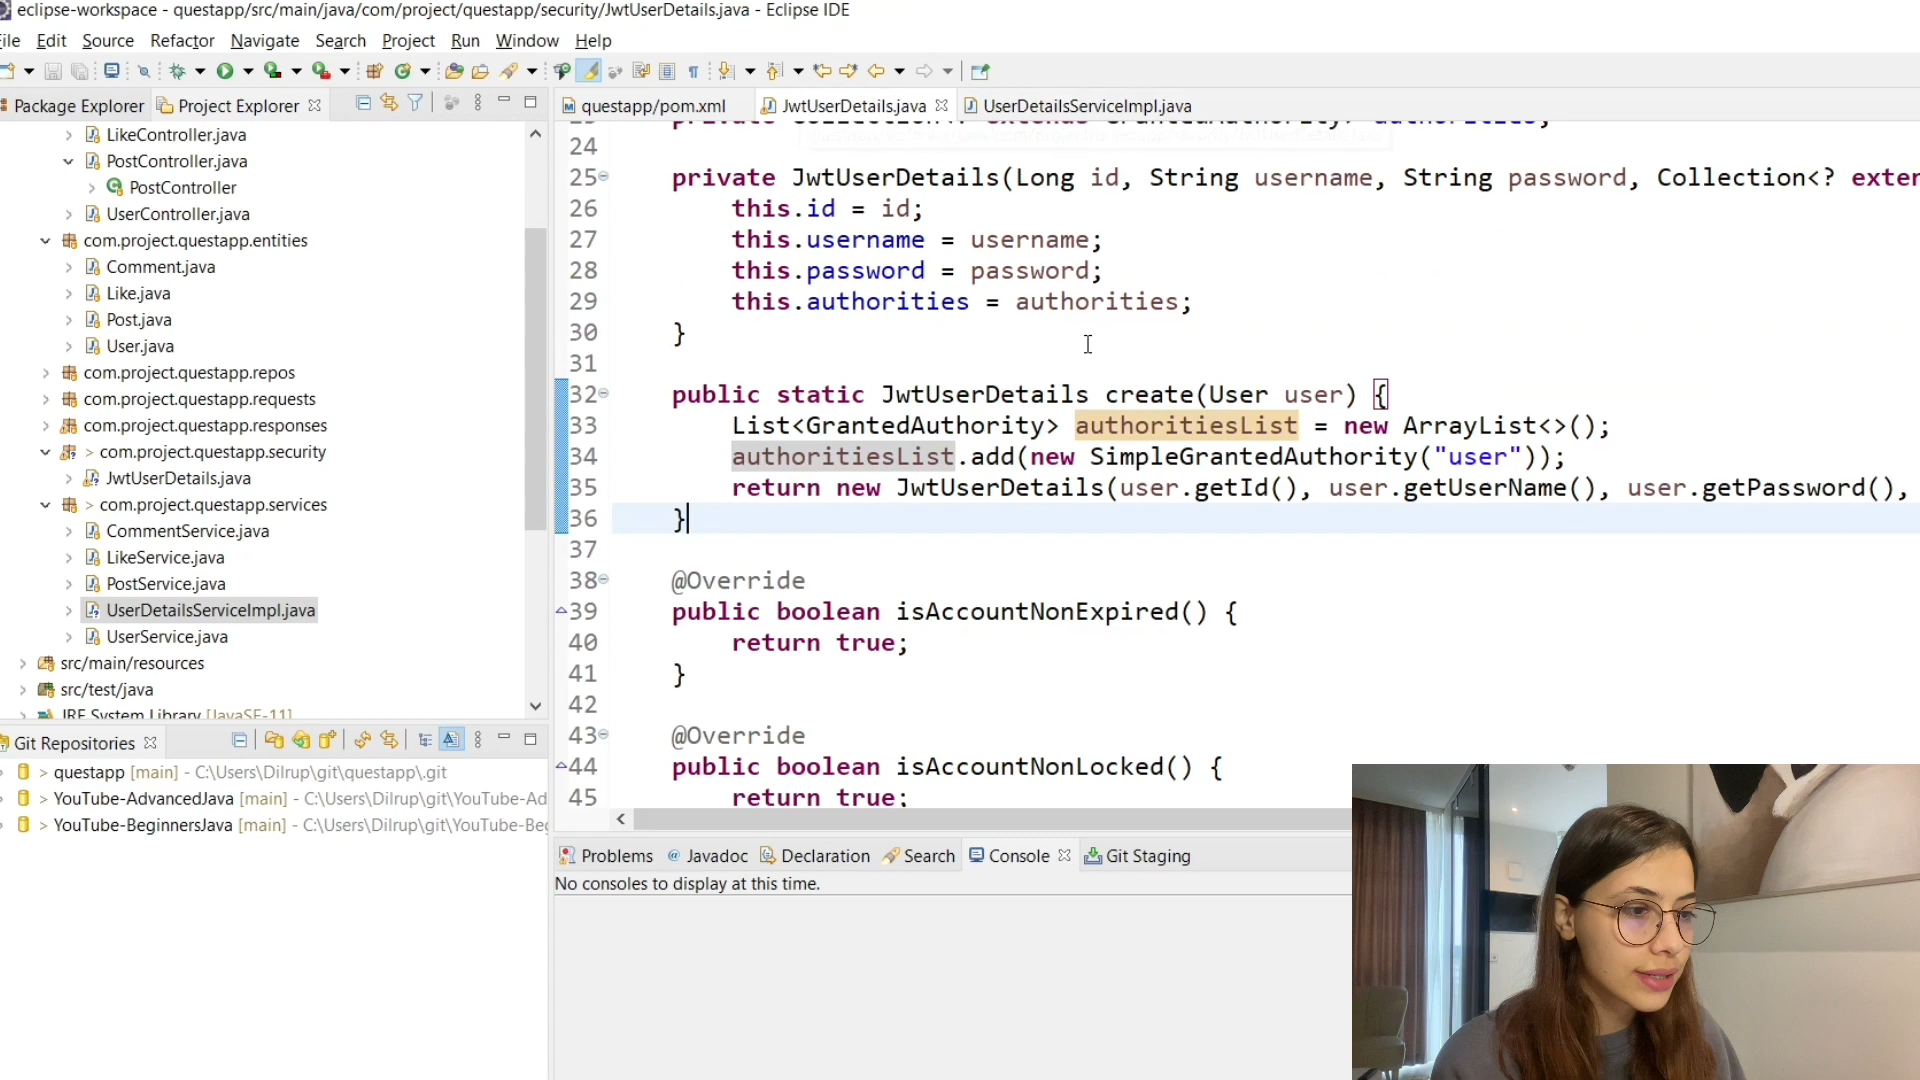 eclipse-workspace - questapp/src/main/java/com/project/questapp/security/JwtUserDetails.java - Eclipse IDE
File Edit Source Refactor Navigate Search Project Run Window Help
Package Explorer
Project Explorer
LikeController.java
PostController.java
PostController
UserController.java
com.project.questapp.entities
Comment.java
Like.java
Post.java
User.java
com.project.questapp.repos
com.project.questapp.requests
com.project.questapp.responses
> com.project.questapp.security
JwtUserDetails.java
> com.project.questapp.services
CommentService.java
LikeService.java
PostService.java
UserDetailsServiceImpl.java
UserService.java
src/main/resources
src/test/java
JRE System Library [JavaSE-11]
Git Repositories
> questapp [main] - C:\Users\Dilrup\git\questapp\.git
> YouTube-AdvancedJava [main] - C:\Users\Dilrup\git\YouTube-Ad
> YouTube-BeginnersJava [main] - C:\Users\Dilrup\git\YouTube-Be
questapp/pom.xml
JwtUserDetails.java
UserDetailsServiceImpl.java
private Collection<? extends GrantedAuthority> authorities;
24
25 private JwtUserDetails(Long id, String username, String password, Collection<? exten
26 this.id = id;
27 this.username = username;
28 this.password = password;
29 this.authorities = authorities;
30 }
31
32 public static JwtUserDetails create(User user) {
33 List<GrantedAuthority> authoritiesList = new ArrayList<>();
34 authoritiesList.add(new SimpleGrantedAuthority("user"));
35 return new JwtUserDetails(user.getId(), user.getUserName(), user.getPassword(),
36 }
37
38 @Override
39 public boolean isAccountNonExpired() {
40 return true;
41 }
42
43 @Override
44 public boolean isAccountNonLocked() {
45 return true;
Problems Javadoc Declaration Search Console Git Staging
No consoles to display at this time.